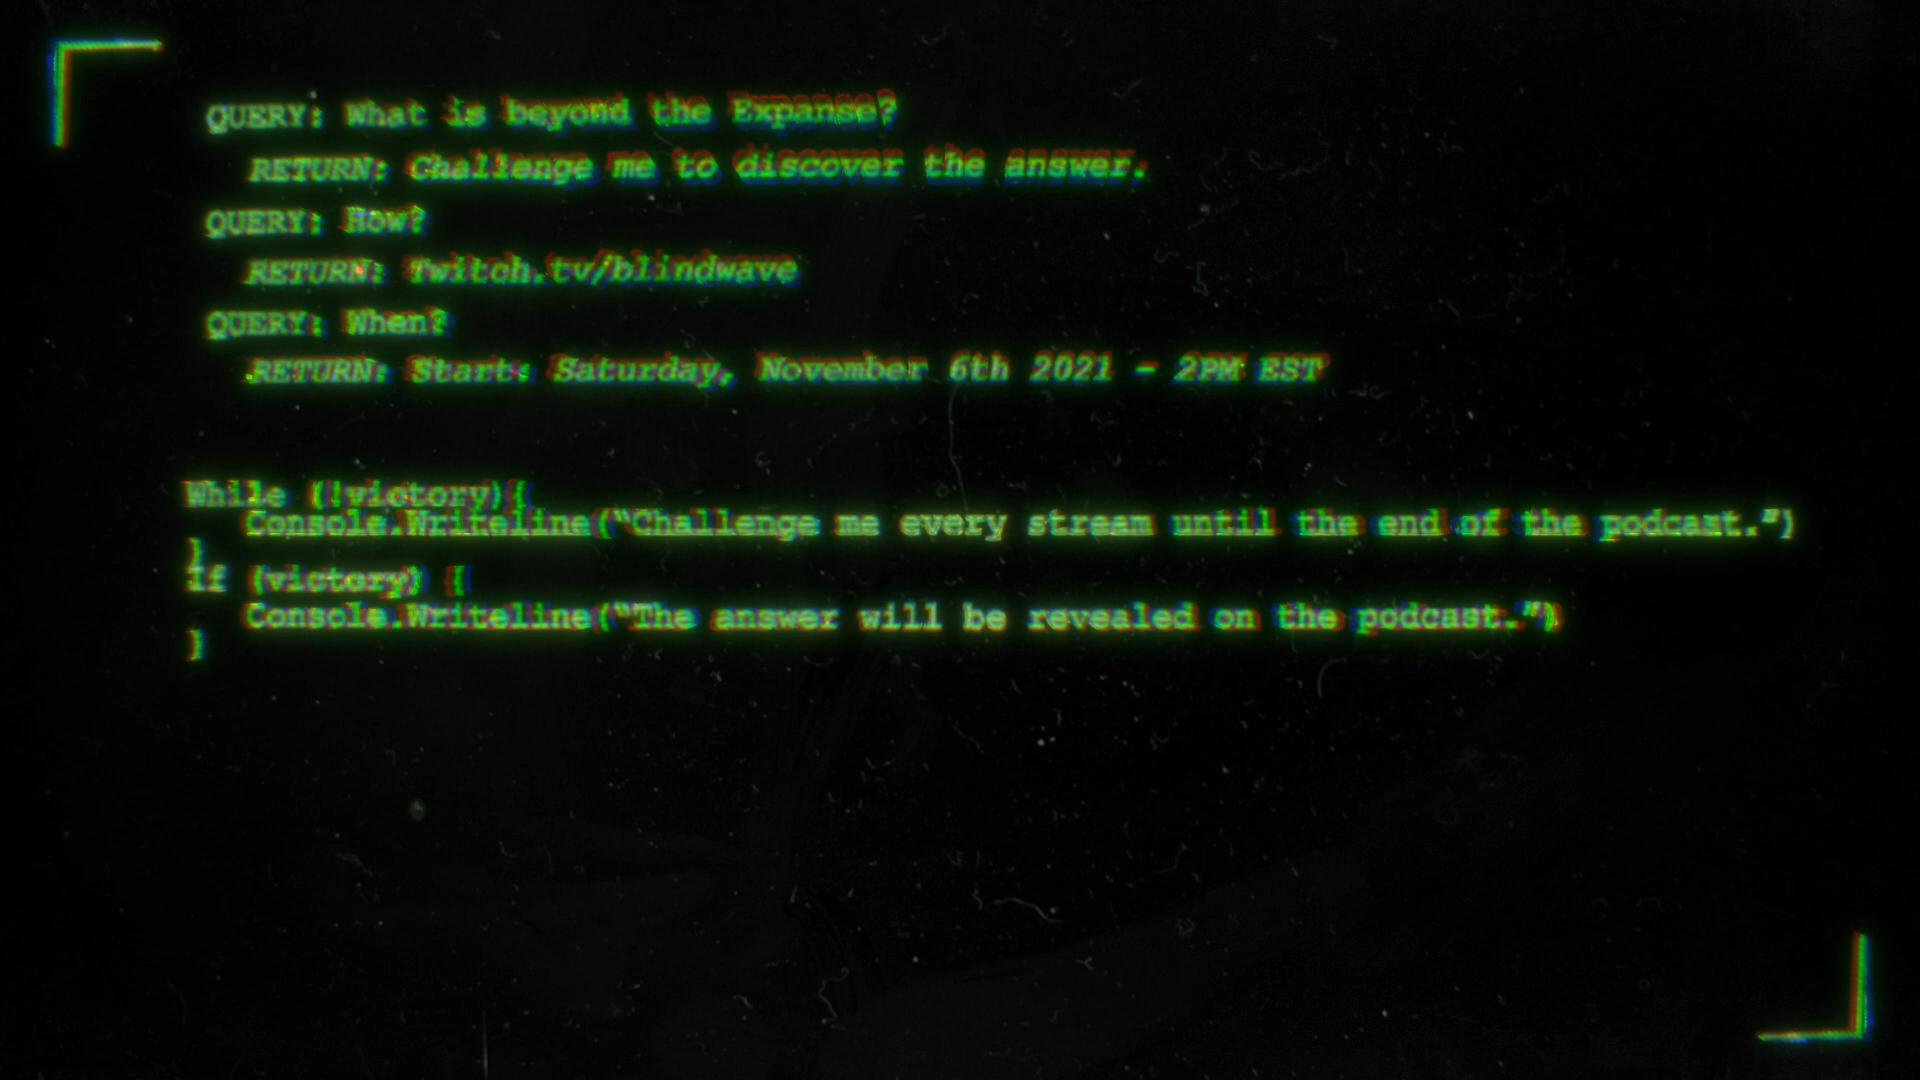 QUERY: What is beyond the Expanse?
RETURN: Challenge me to discover the answer.
QUERY: How?
RETURN: Twitch.tv/blindwave
QUERY: When?
RETURN: Start: Saturday, November 6th 2021 - 2PM EST
While (!victory){
Console.Writeline("Challenge me every stream until the end of the podcast.")
}
if (victory) {
Console.Writeline("The answer will be revealed on the podcast.")
}